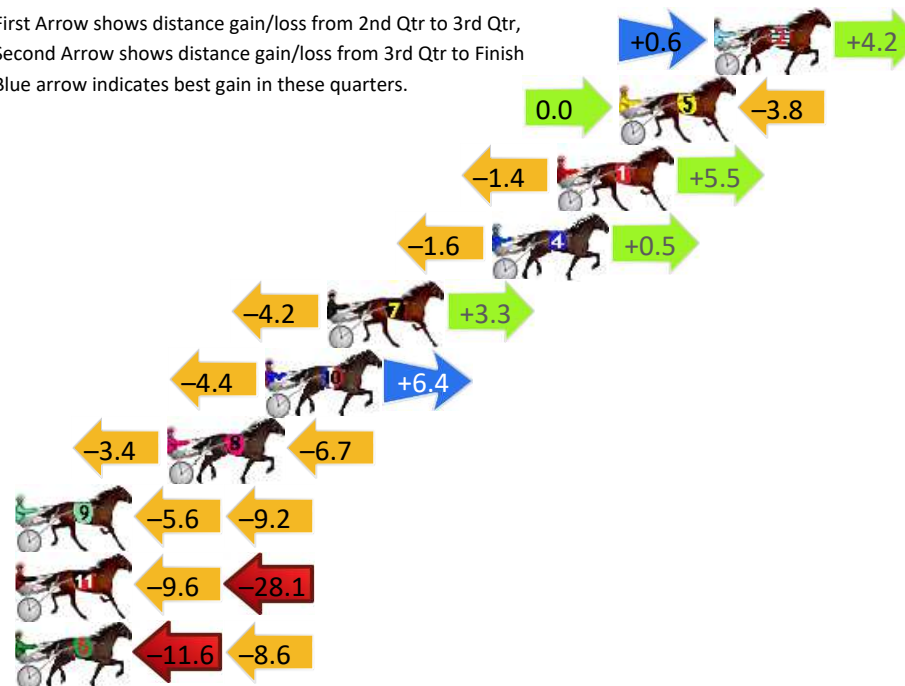 First Arrow shows distance gain/loss from 2nd Qtr to 3rd Qtr,
Second Arrow shows distance gain/loss from 3rd Qtr to Finish
Blue arrow indicates best gain in these quarters.
+0.6 +4.2
0.0 5 −3.8
−1.4 1 +5.5
−1.6 4 +0.5
−4.2 7 +3.3
−4.4 10 +6.4
−3.4 8 −6.7
9 −5.6 −9.2
11 −9.6 −28.1
−11.6 −8.6